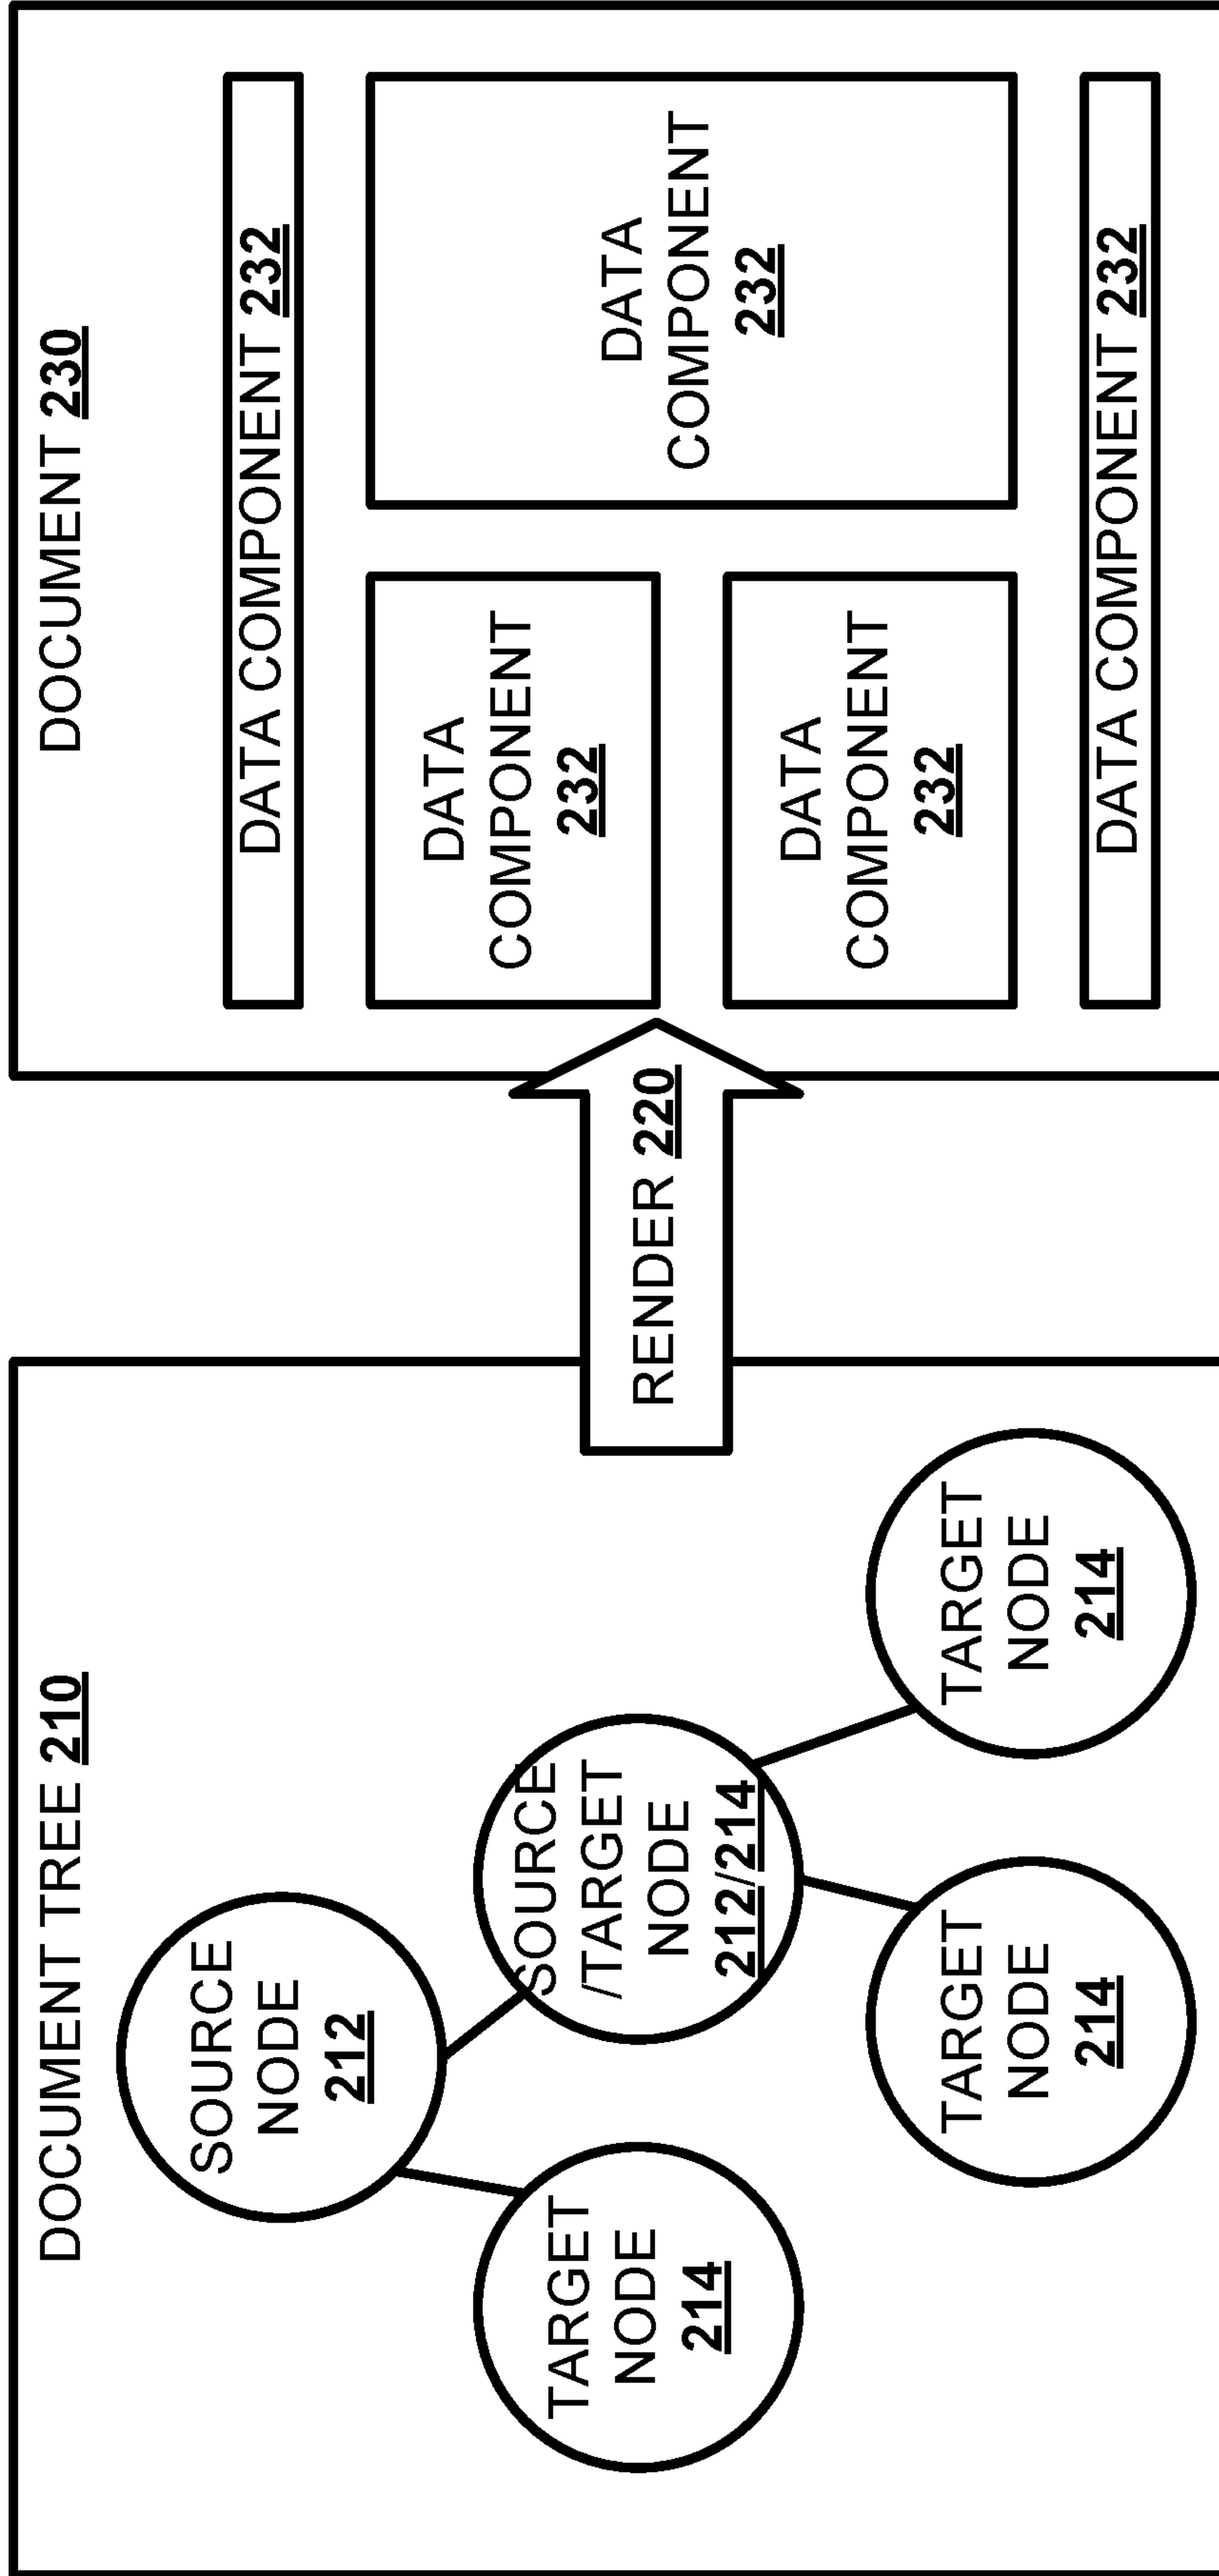 DOCUMENT TREE 210
SOURCE
NODE
212
TARGET
NODE
214
SOURCE
/TARGET
NODE
212/214
TARGET
NODE
214
TARGET
NODE
214
RENDER 220
DOCUMENT 230
DATA COMPONENT 232
DATA
COMPONENT
232
DATA
COMPONENT
232
DATA
COMPONENT
232
DATA COMPONENT 232